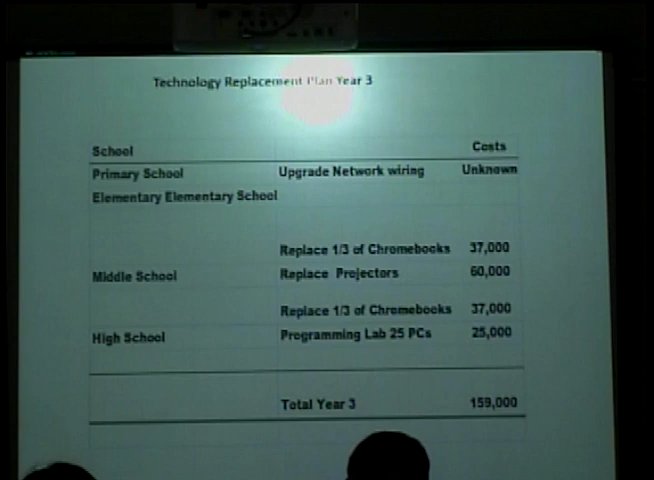 Technology Replacement Plan Year 3
School Costs
Primary School Upgrade Network wiring Unknown
Elementary Elementary School
Replace 1/3 of Chromebooks 37,000
Middle School Replace Projectors 60,000
Replace 1/3 of Chromebooks 37,000
High School Programming Lab 25 PCs 25,000
Total Year 3 159,000